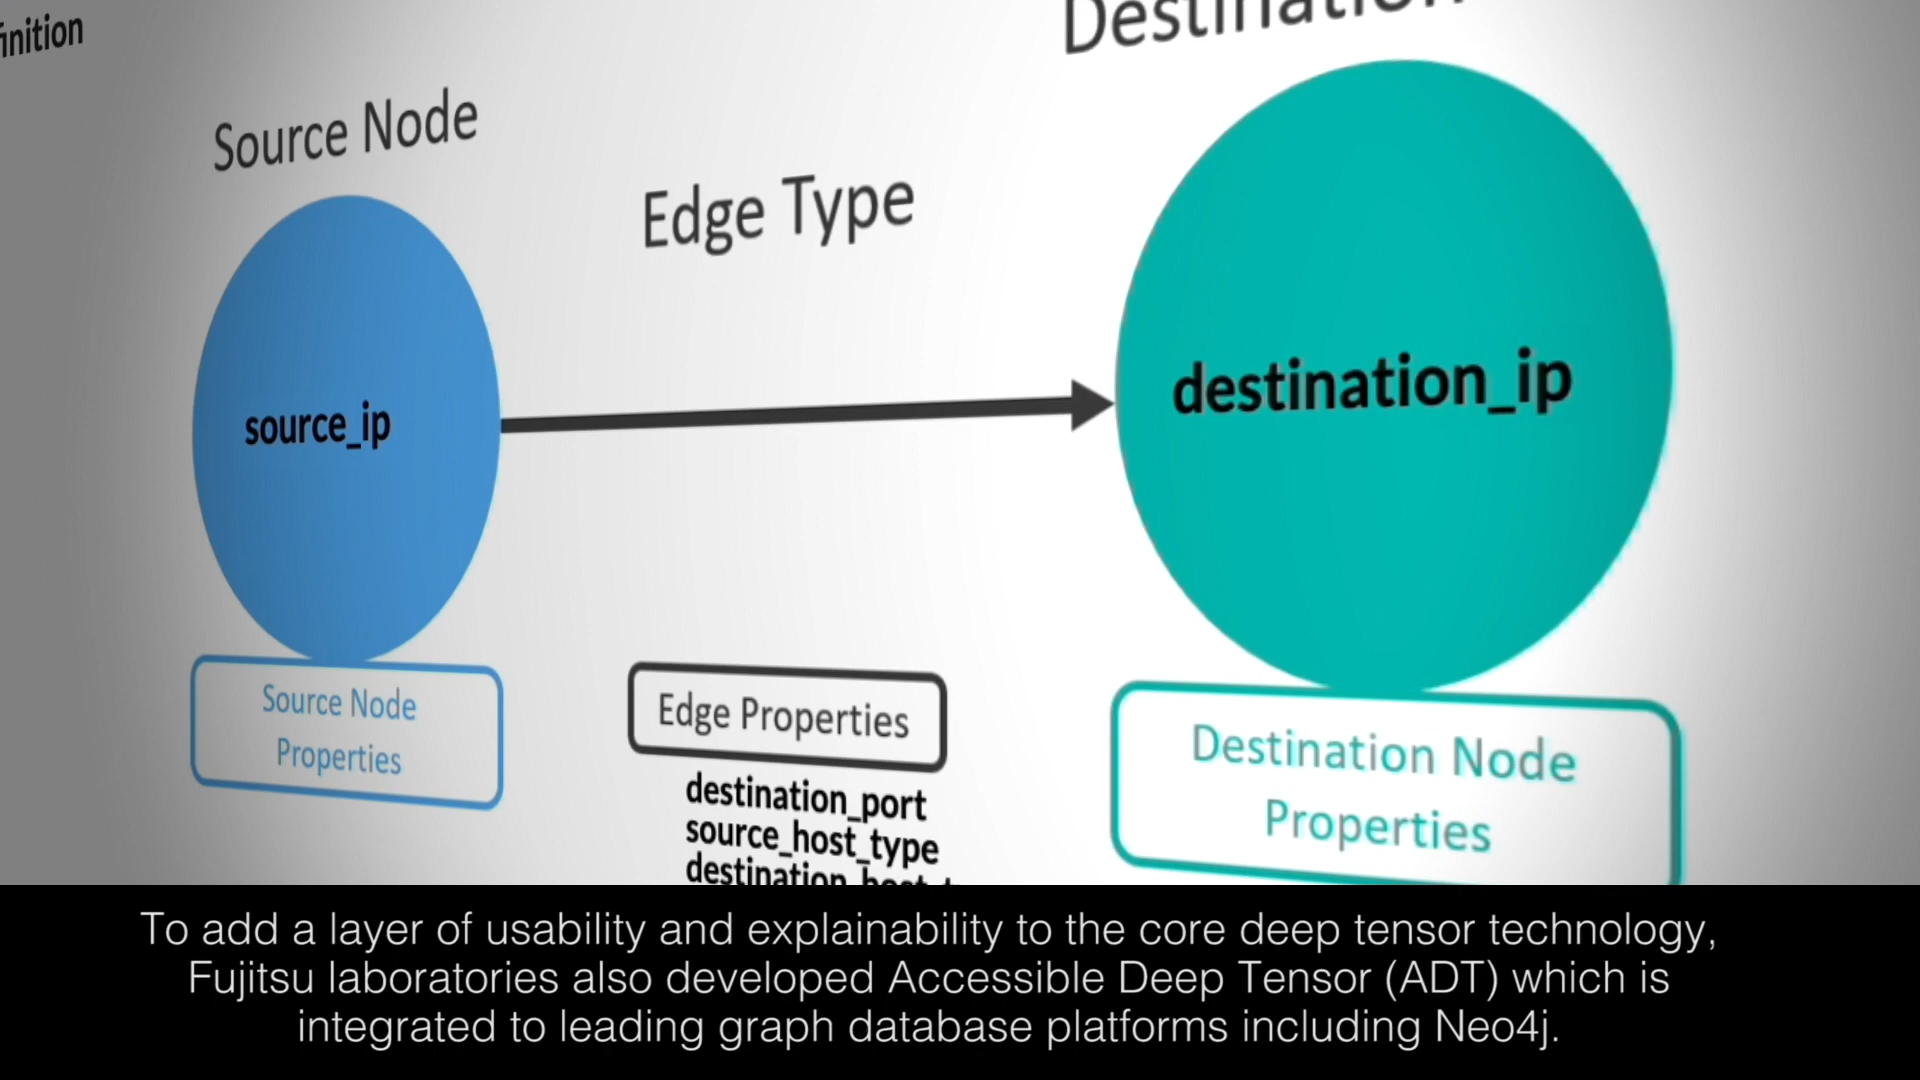 Source Node
Edge Type
source_ip
destination_ip
Source Node
Properties
Edge Properties
destination_port
source_host_type
Destination Node
Properties
To add a layer of usability and explainability to the core deep tensor technology,
Fujitsu laboratories also developed Accessible Deep Tensor (ADT) which is
integrated to leading graph database platforms including Neo4j.